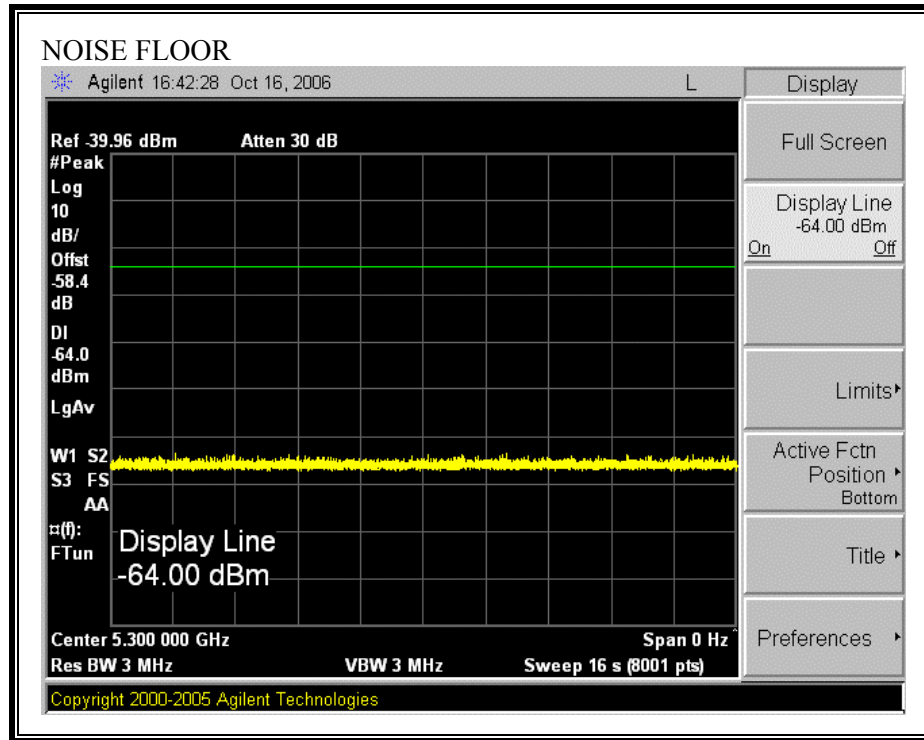 NOISE FLOOR
Agilent 16:42:28 Oct 16, 2006 L
Display
Ref -39.96 dBm Atten 30 dB
#Peak
Log
10
dB/
Offst
-58.4
dB
DI
-64.0
dBm
LgAv
W1 S2
S3 FS
AA
¤(f):
FTun
Display Line
-64.00 dBm
Center 5.300 000 GHz Span 0 Hz^
Res BW 3 MHz VBW 3 MHz Sweep 16 s (8001 pts)
Copyright 2000-2005 Agilent Technologies
Full Screen
Display Line
-64.00 dBm
On Off
Limits
Active Fctn
Position
Bottom
Title
Preferences